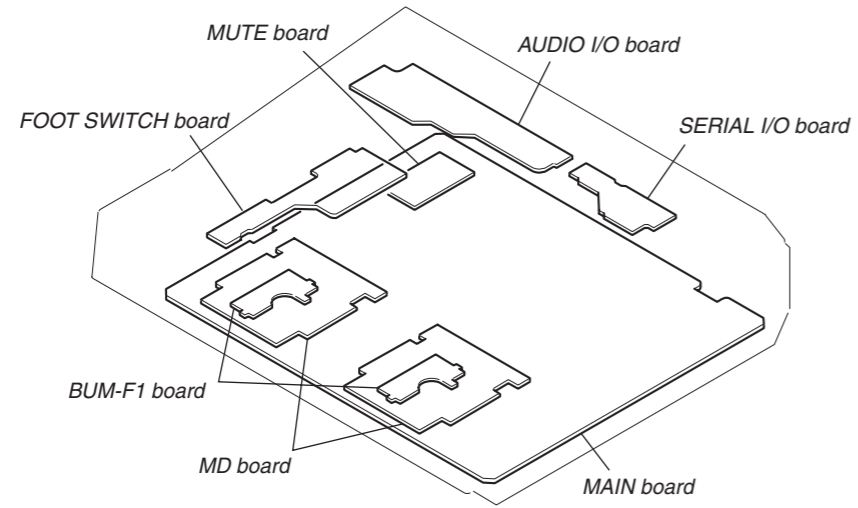 MUTE board
AUDIO I/O board
FOOT SWITCH board
SERIAL I/O board
BUM-F1 board
MD board
MAIN board